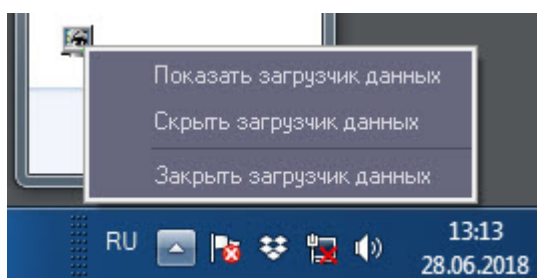 Показать загрузчик данных
Скрыть загрузчик данных
Закрыть загрузчик данных
RU
13:13
28.06.2018